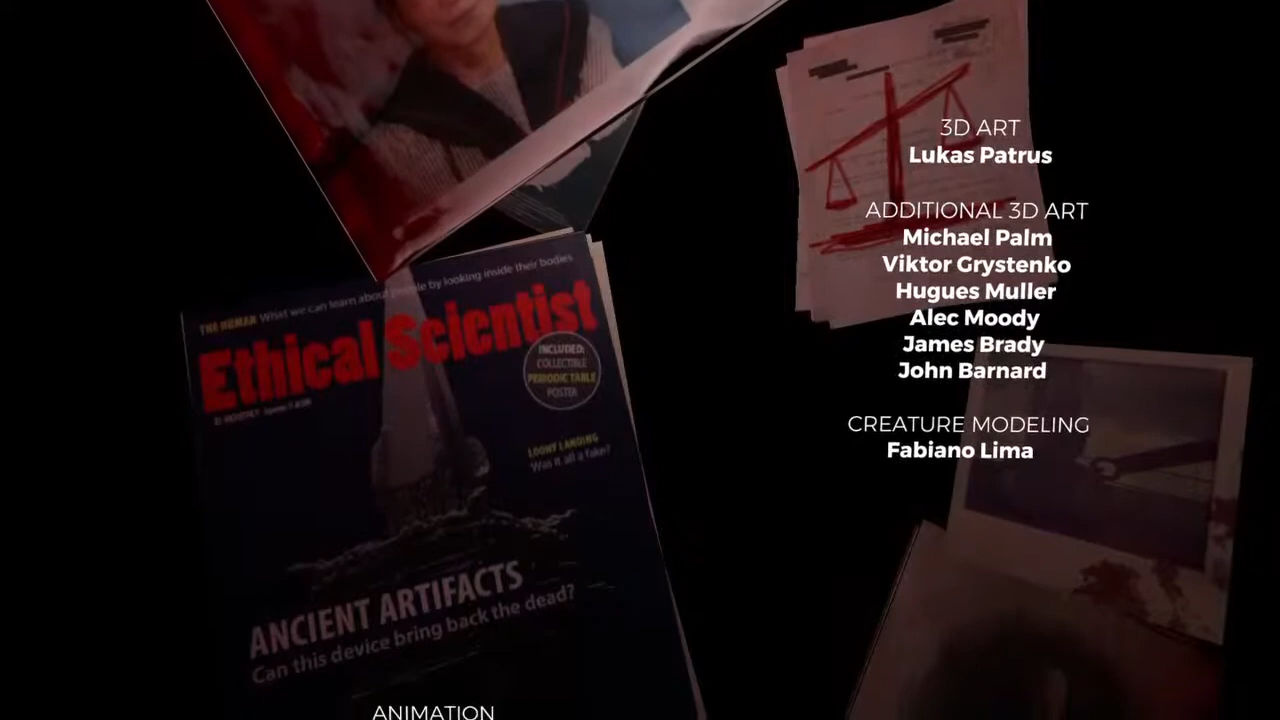 THE HUMAN What we can learn about people by looking inside their bodies
Ethical Scientist
INCLUDED:
COLLECTIBLE
PERIODIC TABLE
POSTER
LOONY LANDING
Was it all a fake?
ANCIENT ARTIFACTS
Can this device bring back the dead?
3D ART
Lukas Patrus
ADDITIONAL 3D ART
Michael Palm
Viktor Grystenko
Hugues Muller
Alec Moody
James Brady
John Barnard
CREATURE MODELING
Fabiano Lima
ANIMATION